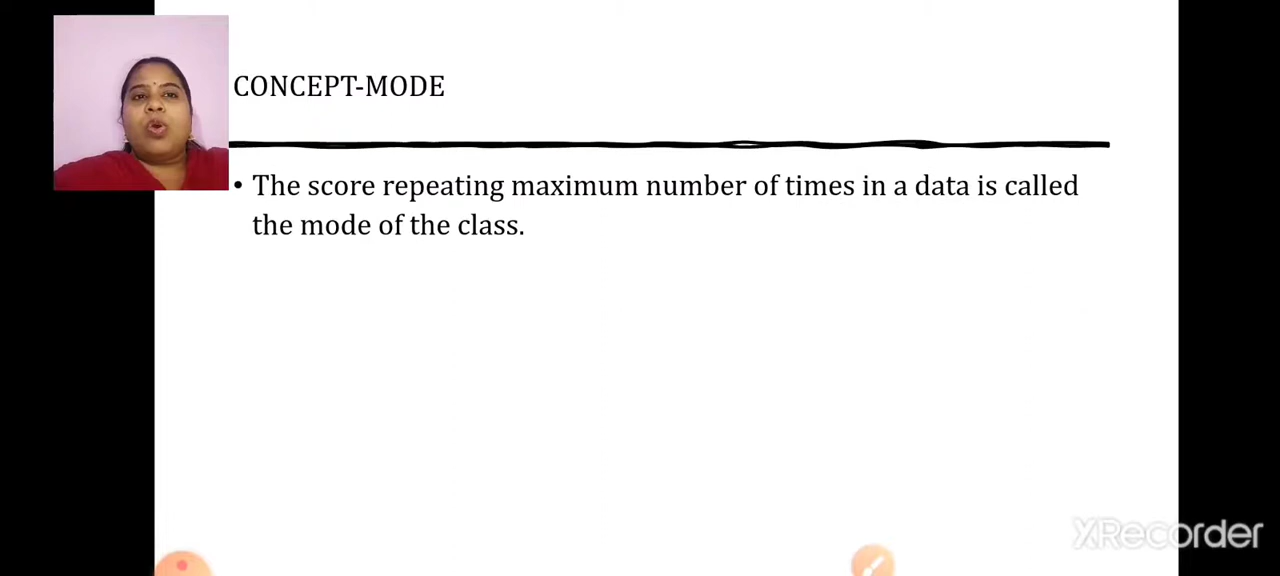 CONCEPT-MODE
• The score repeating maximum number of times in a data is called
the mode of the class.
XRecorder